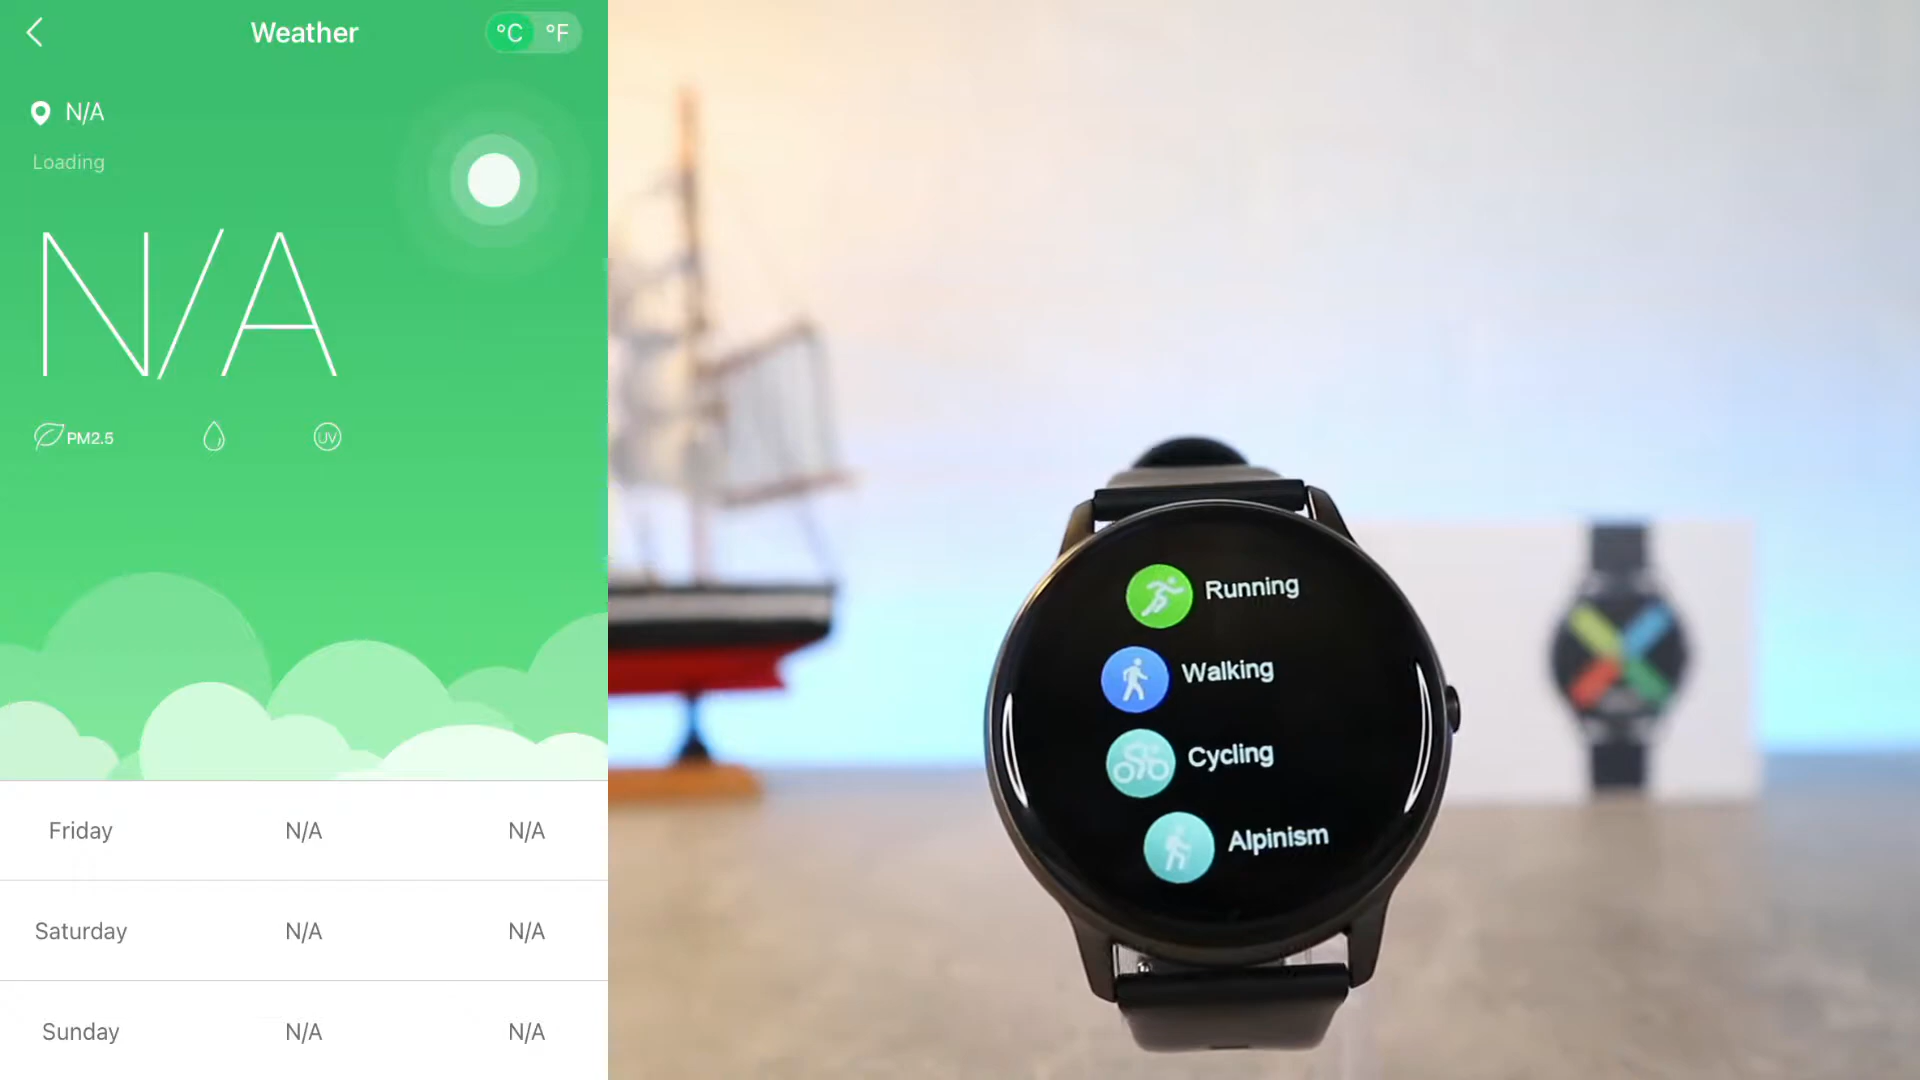 Weather
°C °F
N/A
Loading
N/A
PM2.5 UV
Friday N/A N/A
Saturday N/A N/A
Sunday N/A N/A
Running
Walking
Cycling
Alpinism